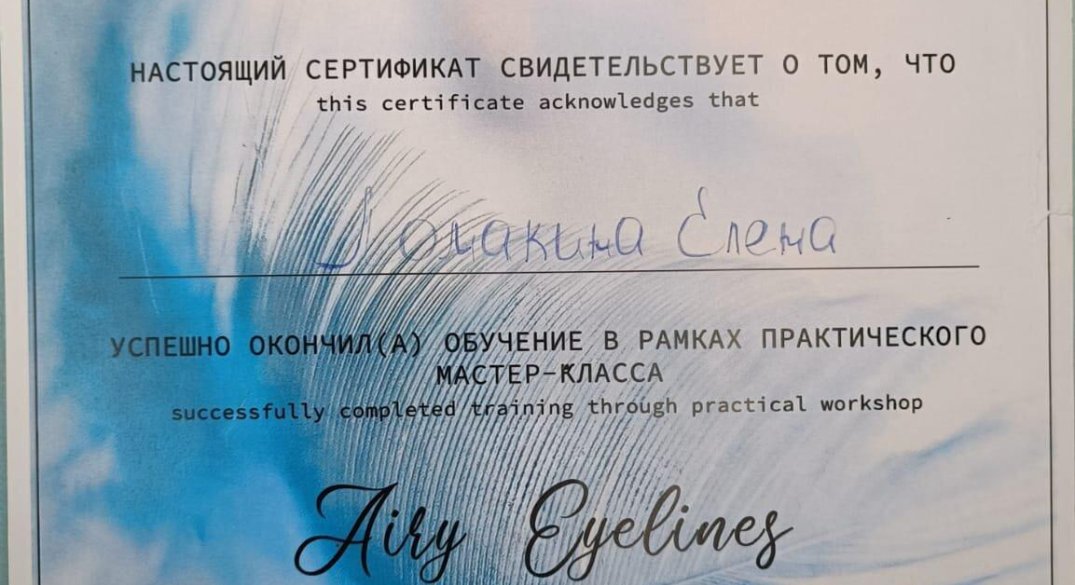 НАСТОЯЩИЙ СЕРТИФИКАТ СВИДЕТЕЛЬСТВУЕТ О ТОМ, ЧТО
this certificate acknowledges that
Ломакина Елена
УСПЕШНО ОКОНЧИЛ(А) ОБУЧЕНИЕ В РАМКАХ ПРАКТИЧЕСКОГО
МАСТЕР-КЛАССА
successfully completed training through practical workshop
Airy Eyelines